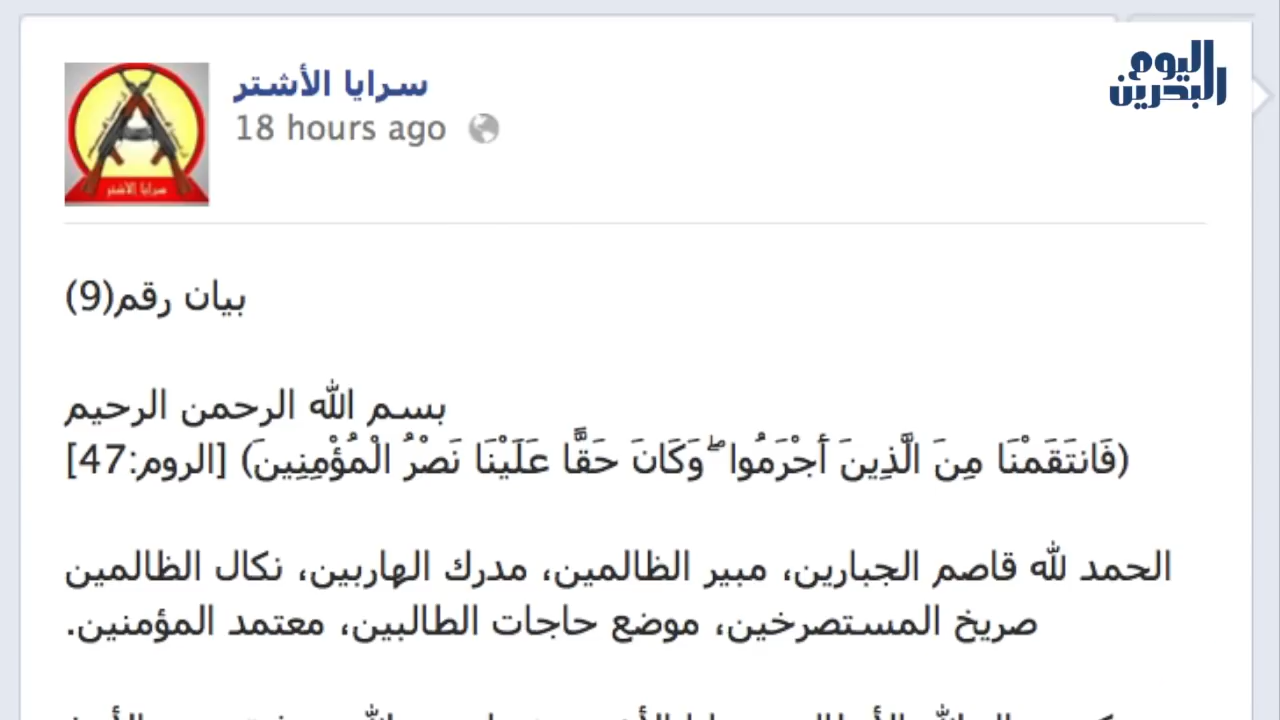 اليوم
البحرين
سرايا الأشتر
18 hours ago
سرايا الأشتر
بيان رقم(9)
بسم الله الرحمن الرحيم
(فَانتَقَمْنَا مِنَ الَّذِينَ أَجْرَمُوا ۖ وَكَانَ حَقًّا عَلَيْنَا نَصْرُ الْمُؤْمِنِينَ) [الروم:47]
الحمد لله قاصم الجبارين، مبير الظالمين، مدرك الهاربين، نكال الظالمين
صريخ المستصرخين، موضع حاجات الطالبين، معتمد المؤمنين.